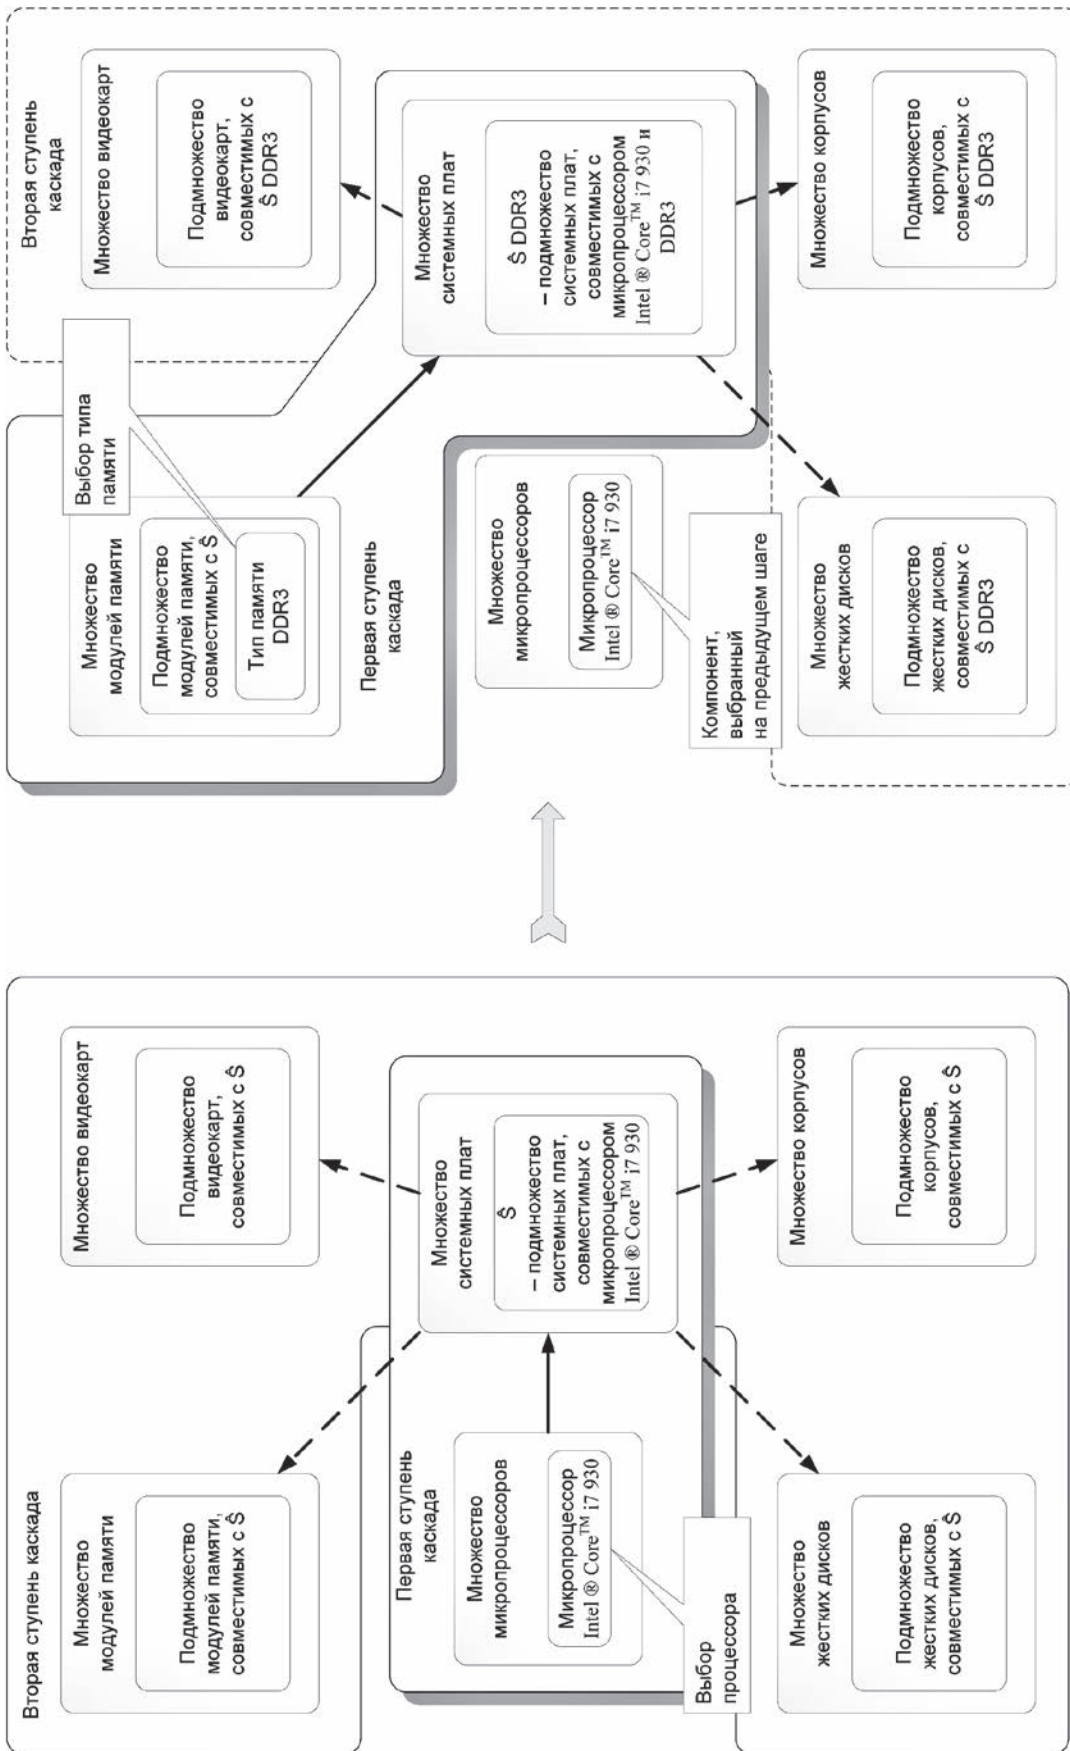 Вторая ступень каскада
Множество
модулей памяти
Подмножество
модулей памяти,
совместимых с Ŝ
Множество видеокарт
Подмножество
видеокарт,
совместимых с Ŝ
Первая ступень
каскада
Множество
микропроцессоров
Микропроцессор
Intel ® Core™ i7 930
Множество
системных плат
Ŝ
– подмножество
системных плат,
совместимых с
микропроцессором
Intel ® Core™ i7 930
Выбор
процессора
Множество
жестких дисков
Подмножество
жестких дисков,
совместимых с Ŝ
Множество корпусов
Подмножество
корпусов,
совместимых с Ŝ
Вторая ступень
каскада
Множество
модулей памяти
Подмножество
модулей памяти,
совместимых с Ŝ
Тип памяти
DDR3
Выбор типа
памяти
Множество видеокарт
Подмножество
видеокарт,
совместимых с
Ŝ DDR3
Первая ступень
каскада
Множество
системных плат
Ŝ DDR3
– подмножество
системных плат,
совместимых с
микропроцессором
Intel ® Core™ i7 930 и
DDR3
Множество
микропроцессоров
Микропроцессор
Intel ® Core™ i7 930
Компонент,
выбранный
на предыдущем шаге
Множество
жестких дисков
Подмножество
жестких дисков,
совместимых с
Ŝ DDR3
Множество корпусов
Подмножество
корпусов,
совместимых с
Ŝ DDR3